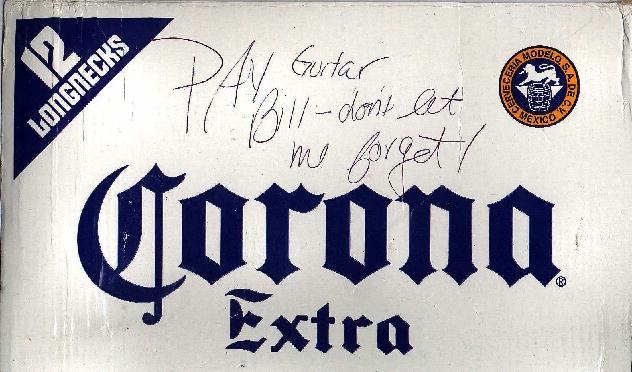 12
LONGNECKS
PAY Guitar
Bill - don't let
me forget!
CERVECERIA MODELO, S.A. DE C.V.
MEXICO
Corona®
Extra